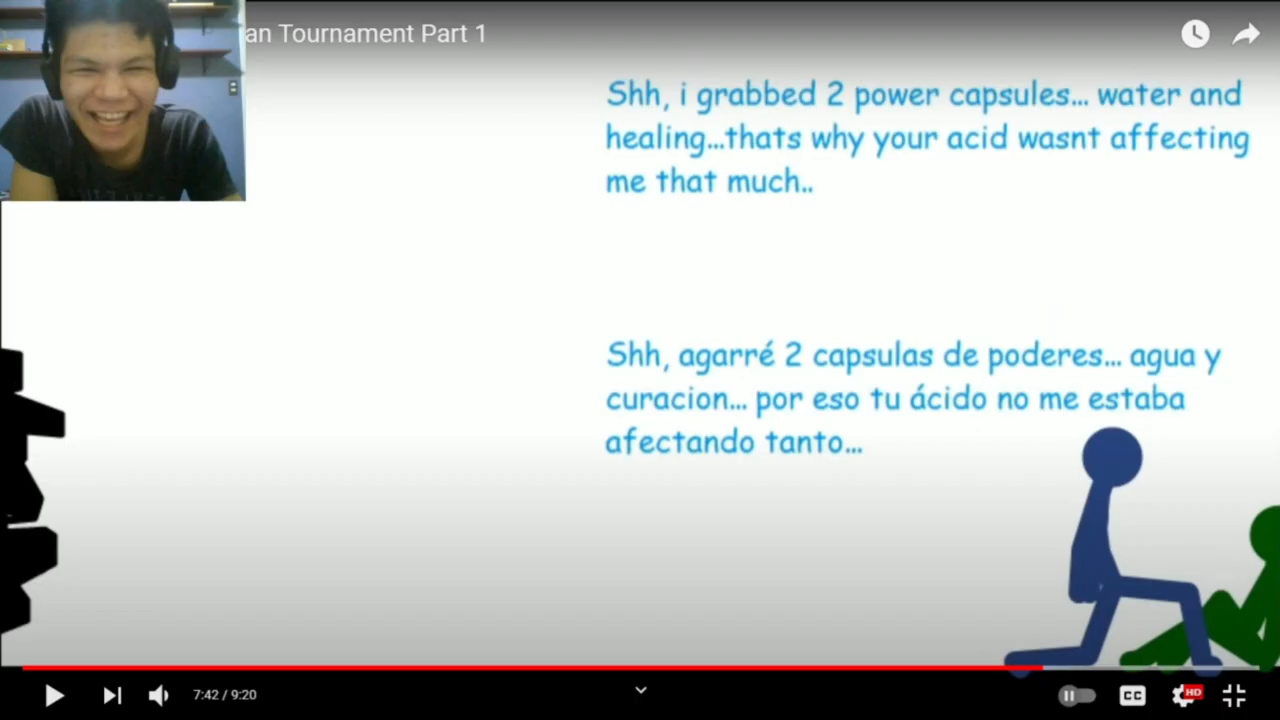 an Tournament Part 1
Shh, i grabbed 2 power capsules... water and
healing...thats why your acid wasnt affecting
me that much..
Shh, agarré 2 capsulas de poderes... agua y
curacion... por eso tu ácido no me estaba
afectando tanto...
7:42 / 9:20
CC
HD